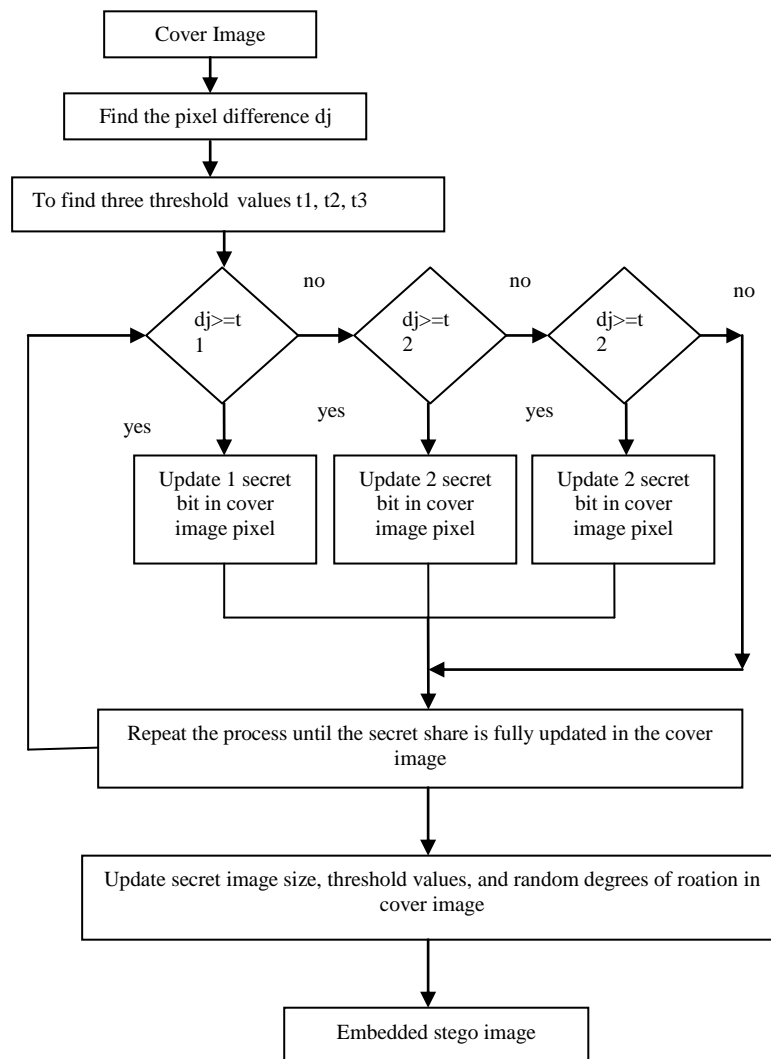 Cover Image
Find the pixel difference dj
To find three threshold values t1, t2, t3
no
no
no
dj>=t
1
dj>=t
2
dj>=t
2
yes
yes
yes
Update 1 secret
bit in cover
image pixel
Update 2 secret
bit in cover
image pixel
Update 2 secret
bit in cover
image pixel
Repeat the process until the secret share is fully updated in the cover
image
Update secret image size, threshold values, and random degrees of roation in
cover image
Embedded stego image